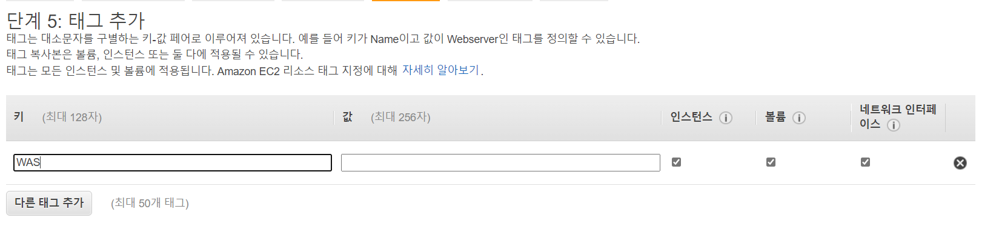 단계 5: 태그 추가
태그는 대소문자를 구별하는 키-값 페어로 이루어져 있습니다. 예를 들어 키가 Name이고 값이 Webserver인 태그를 정의할 수 있습니다.
태그 복사본은 볼륨, 인스턴스 또는 둘 다에 적용될 수 있습니다.
태그는 모든 인스턴스 및 볼륨에 적용됩니다. Amazon EC2 리소스 태그 지정에 대해 자세히 알아보기.
키 (최대 128자) 값 (최대 256자) 인스턴스 볼륨 네트워크 인터페
이스
WAS
다른 태그 추가 (최대 50개 태그)